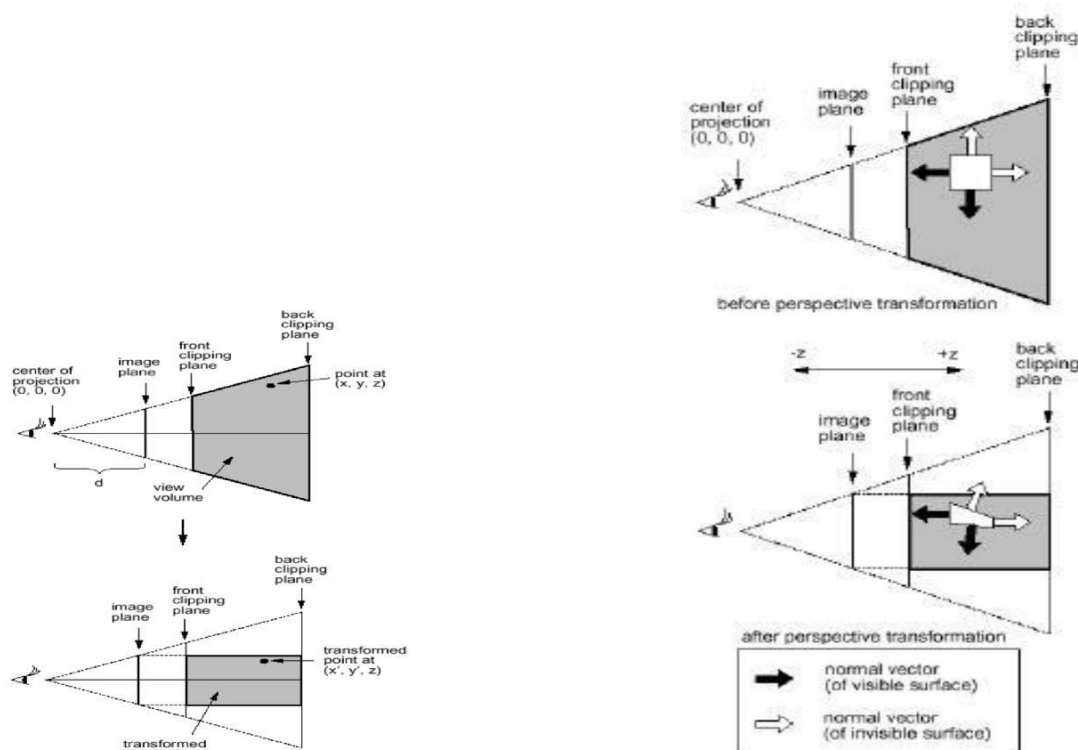 back
clipping
plane
front
clipping
plane
image
plane
center of
projection
(0, 0, 0)
point at
(x, y, z)
d
view
volume
back
clipping
plane
front
clipping
plane
image
plane
transformed
point at
(x', y', z)
transformed
back
clipping
plane
front
clipping
plane
image
plane
center of
projection
(0, 0, 0)
before perspective transformation
-z
+z
back
clipping
plane
front
clipping
plane
image
plane
after perspective transformation
normal vector
(of visible surface)
normal vector
(of invisible surface)